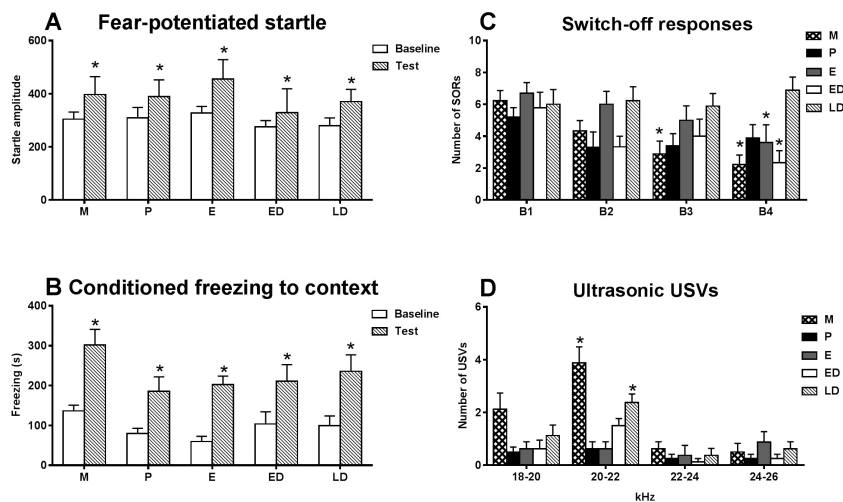 A Fear-potentiated startle
Startle amplitude
600
400
200
0
M P E ED LD
Baseline
Test
* * * * *
C Switch-off responses
Number of SORs
10
8
6
4
2
0
B1 B2 B3 B4
M
P
E
ED
LD
* * * *
B Conditioned freezing to context
Freezing (s)
400
300
200
100
0
M P E ED LD
Baseline
Test
* * * * *
D Ultrasonic USVs
Number of USVs
6
4
2
0
18-20 20-22 22-24 24-26
kHz
M
P
E
ED
LD
* *